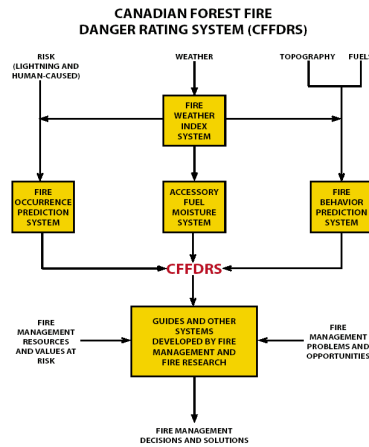 CANADIAN FOREST FIRE
DANGER RATING SYSTEM (CFFDRS)
RISK
(LIGHTNING AND
HUMAN-CAUSED)
WEATHER
TOPOGRAPHY
FUELS
FIRE
WEATHER
INDEX
SYSTEM
FIRE
OCCURRENCE
PREDICTION
SYSTEM
ACCESSORY
FUEL
MOISTURE
SYSTEM
FIRE
BEHAVIOR
PREDICTION
SYSTEM
CFFDRS
FIRE
MANAGEMENT
RESOURCES
AND VALUES AT
RISK
GUIDES AND OTHER
SYSTEMS
DEVELOPED BY FIRE
MANAGEMENT AND
FIRE RESEARCH
FIRE
MANAGEMENT
PROBLEMS AND
OPPORTUNITIES
FIRE MANAGEMENT
DECISIONS AND SOLUTIONS